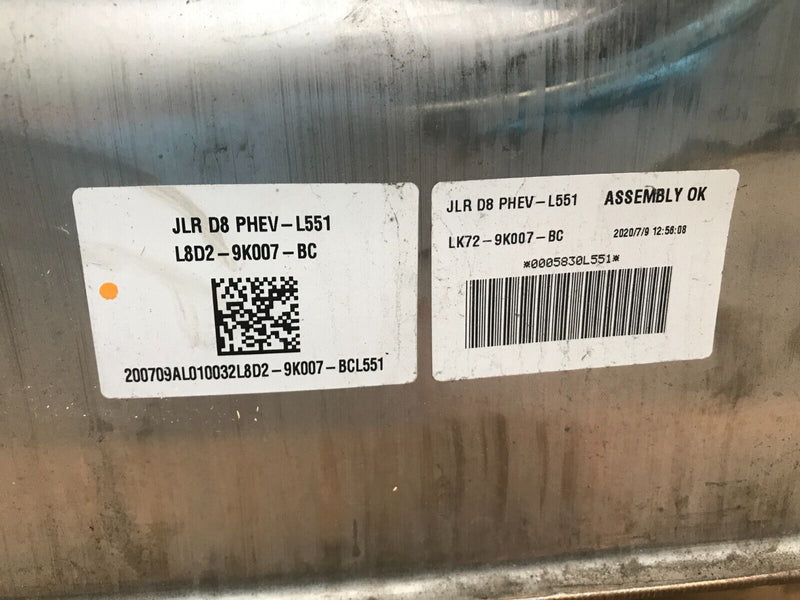 JLR D8 PHEV-L551
L8D2-9K007-BC
200709AL010032L8D2-9K007-BCL551
JLR D8 PHEV-L551 ASSEMBLY OK
LK72-9K007-BC 2020/7/9 12:56:08
*0005830L551*